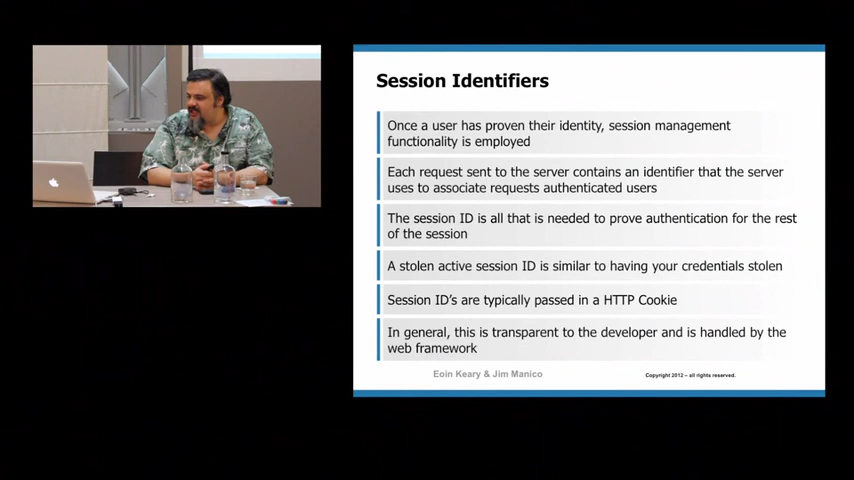 Session Identifiers
Once a user has proven their identity, session management
functionality is employed
Each request sent to the server contains an identifier that the server
uses to associate requests authenticated users
The session ID is all that is needed to prove authentication for the rest
of the session
A stolen active session ID is similar to having your credentials stolen
Session ID's are typically passed in a HTTP Cookie
In general, this is transparent to the developer and is handled by the
web framework
Eoin Keary & Jim Manico
Copyright 2012 – all rights reserved.